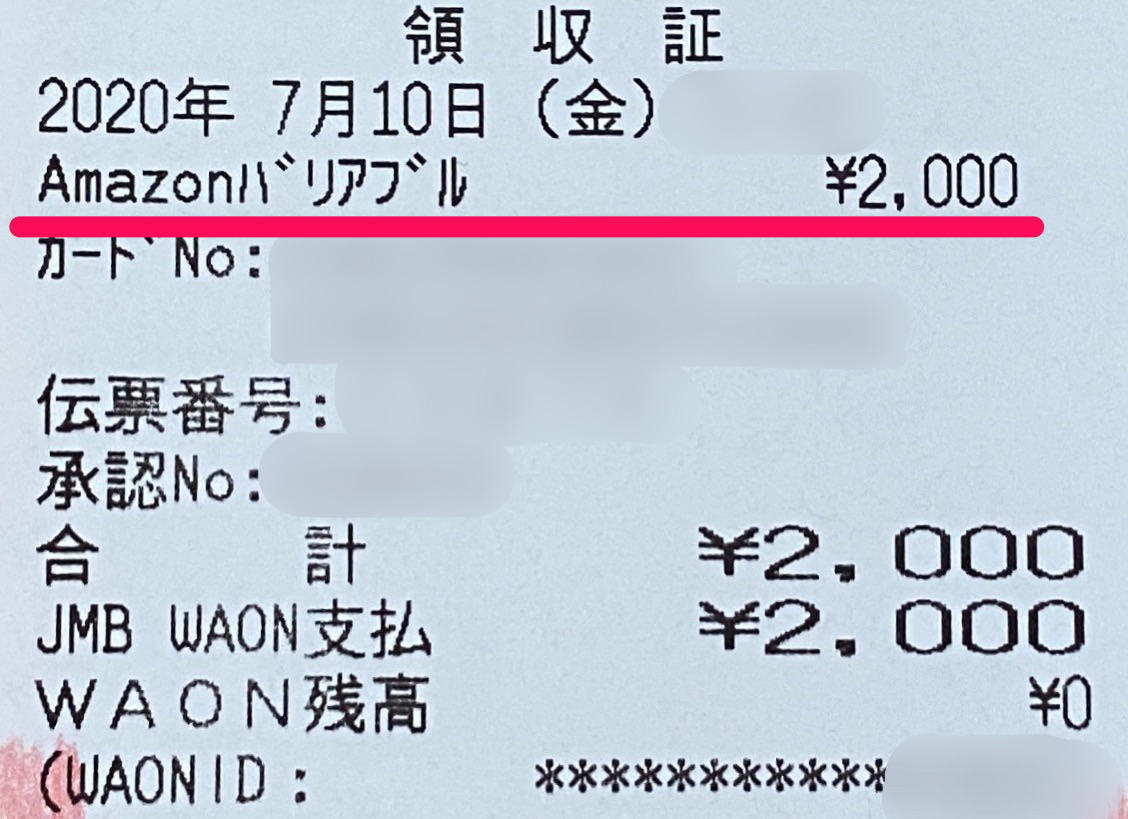 領 収 証
2020年 7月10日 (金)
Amazonバリアブル ¥2,000
カードNo:
伝票番号:
承認No:
合 計 ¥2,000
JMB WAON支払 ¥2,000
WAON残高 ¥0
(WAONID : ***********